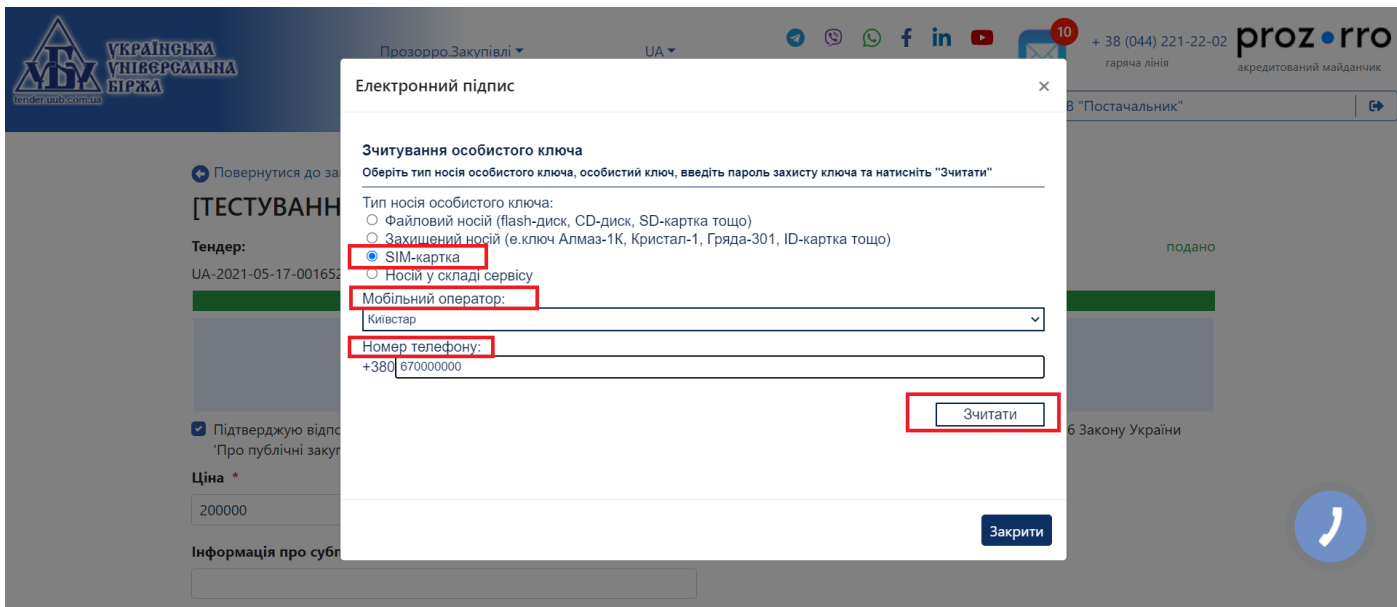 УКРАЇНСЬКА
УНІВЕРСАЛЬНА
БІРЖА
tender.uub.com.ua
Прозорро.Закупівлі
UA
10
+ 38 (044) 221-22-02
гаряча лінія
prozorro
акредитований майданчик
В "Постачальник"
Повернутися до за
[ТЕСТУВАНН
Тендер:
UA-2021-05-17-001652
подано
Електронний підпис
×
Зчитування особистого ключа
Оберіть тип носія особистого ключа, особистий ключ, введіть пароль захисту ключа та натисніть "Зчитати"
Тип носія особистого ключа:
Файловий носій (flash-диск, CD-диск, SD-картка тощо)
Захищений носій (е.ключ Алмаз-1К, Кристал-1, Гряда-301, ID-картка тощо)
SIM-картка
Носій у складі сервісу
Мобільний оператор:
Київстар
Номер телефону:
+380 670000000
Зчитати
Закрити
Підтверджую відпо
6 Закону України
'Про публічні закуп
Ціна *
200000
Інформація про субп